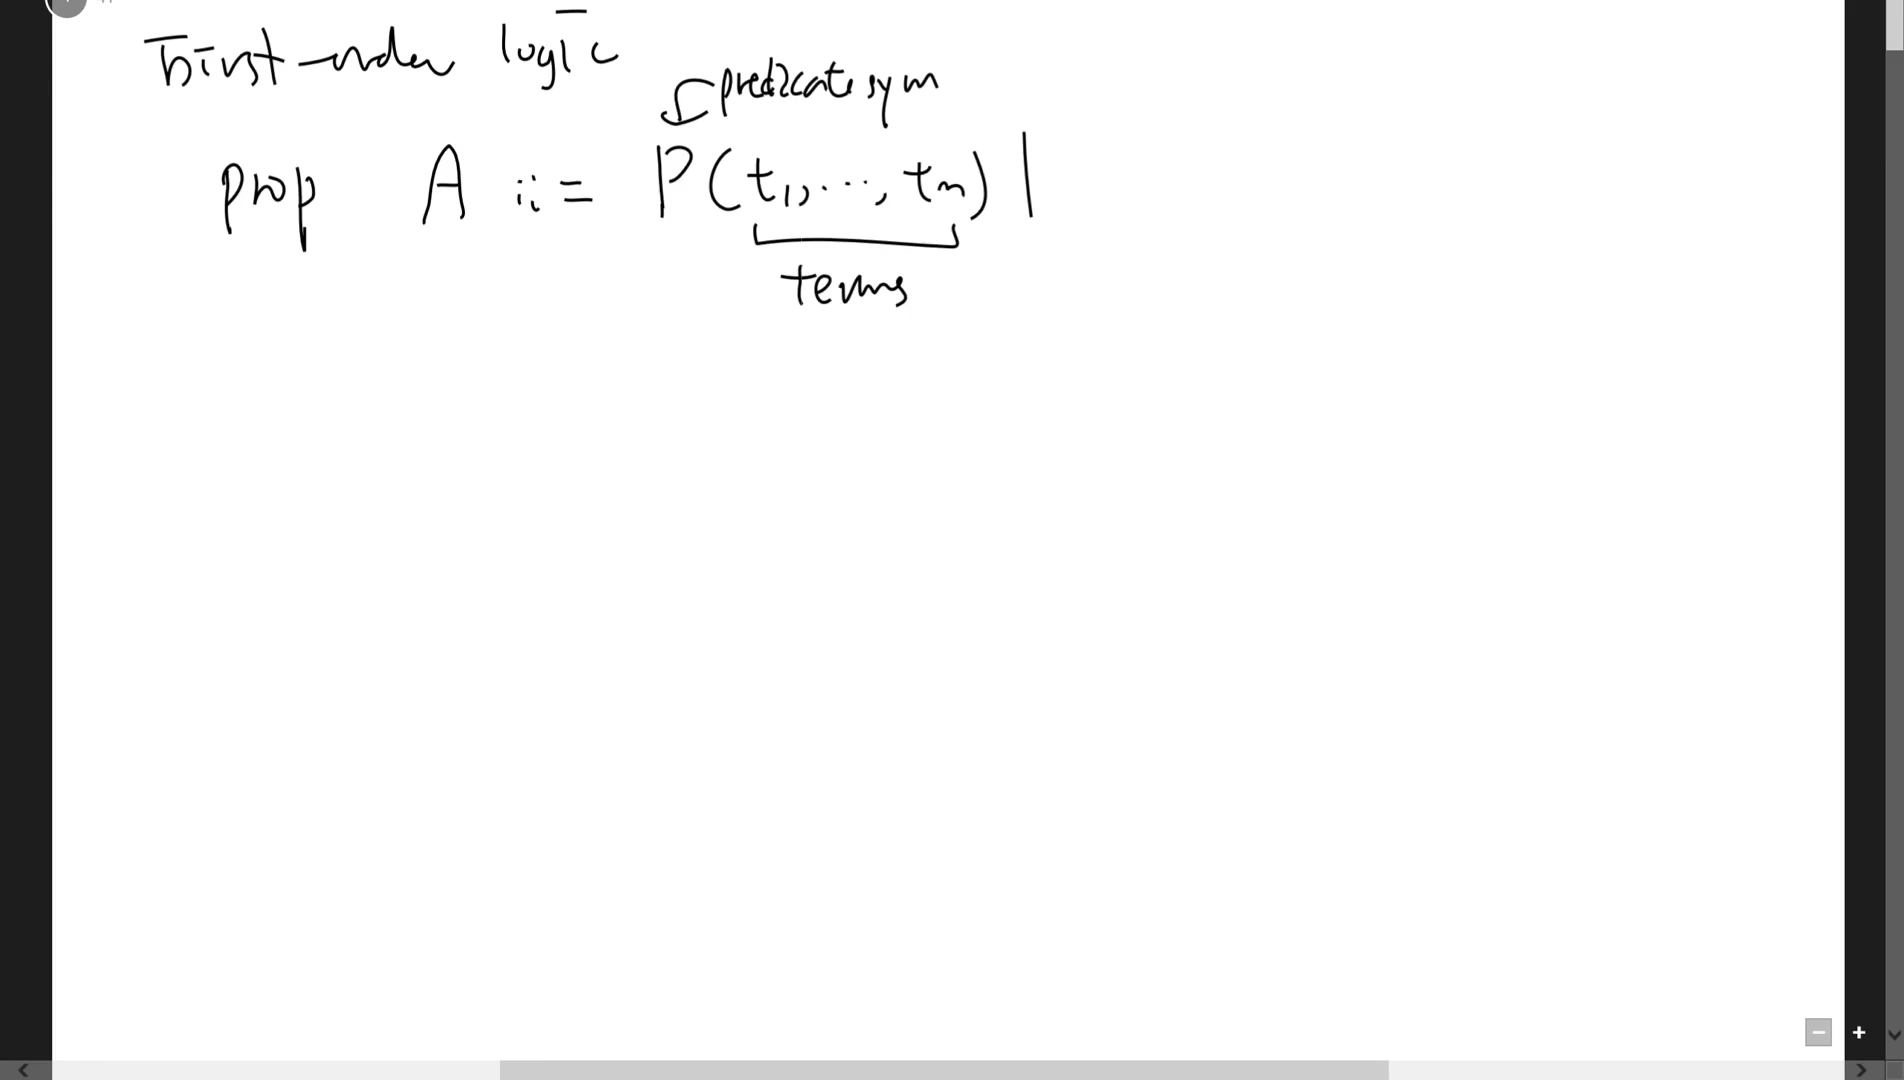 First-order logic
predicate sym
prop A ::= P(t₁,...,tₙ) |
terms